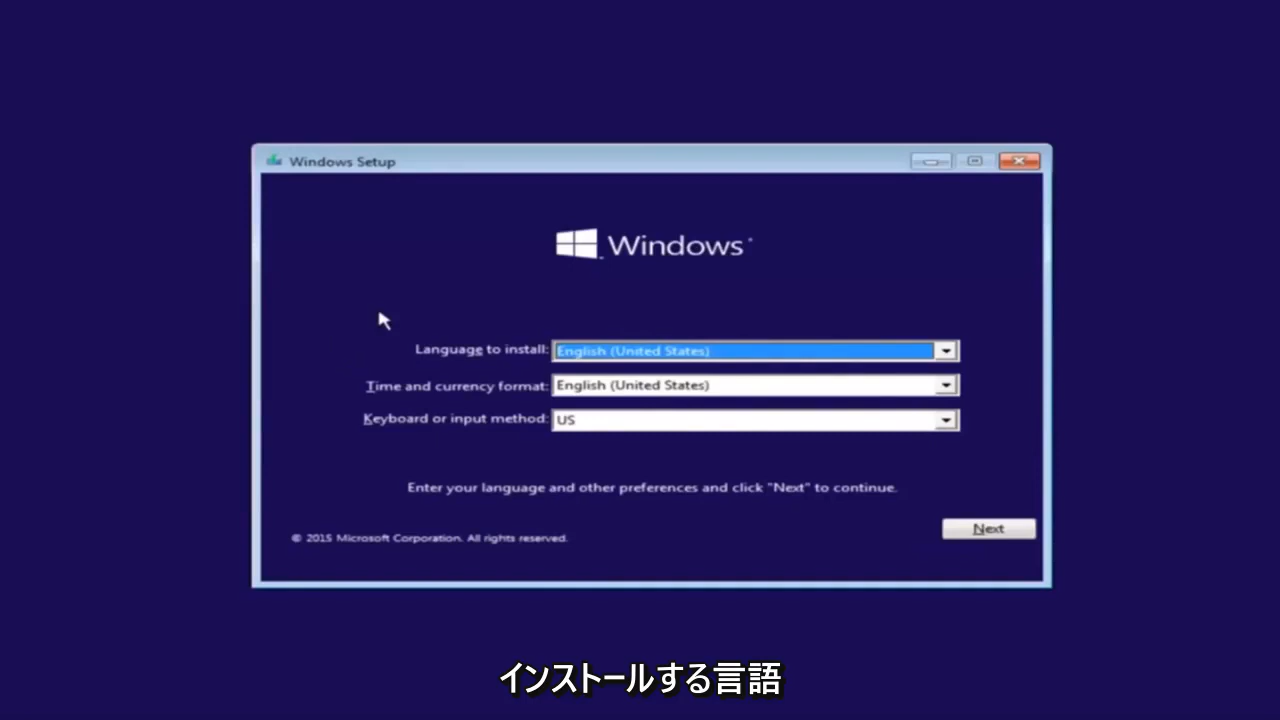 Windows Setup
Windows
Language to install: English (United States)
Time and currency format: English (United States)
Keyboard or input method: US
Enter your language and other preferences and click "Next" to continue.
Next
© 2015 Microsoft Corporation. All rights reserved.
インストールする言語